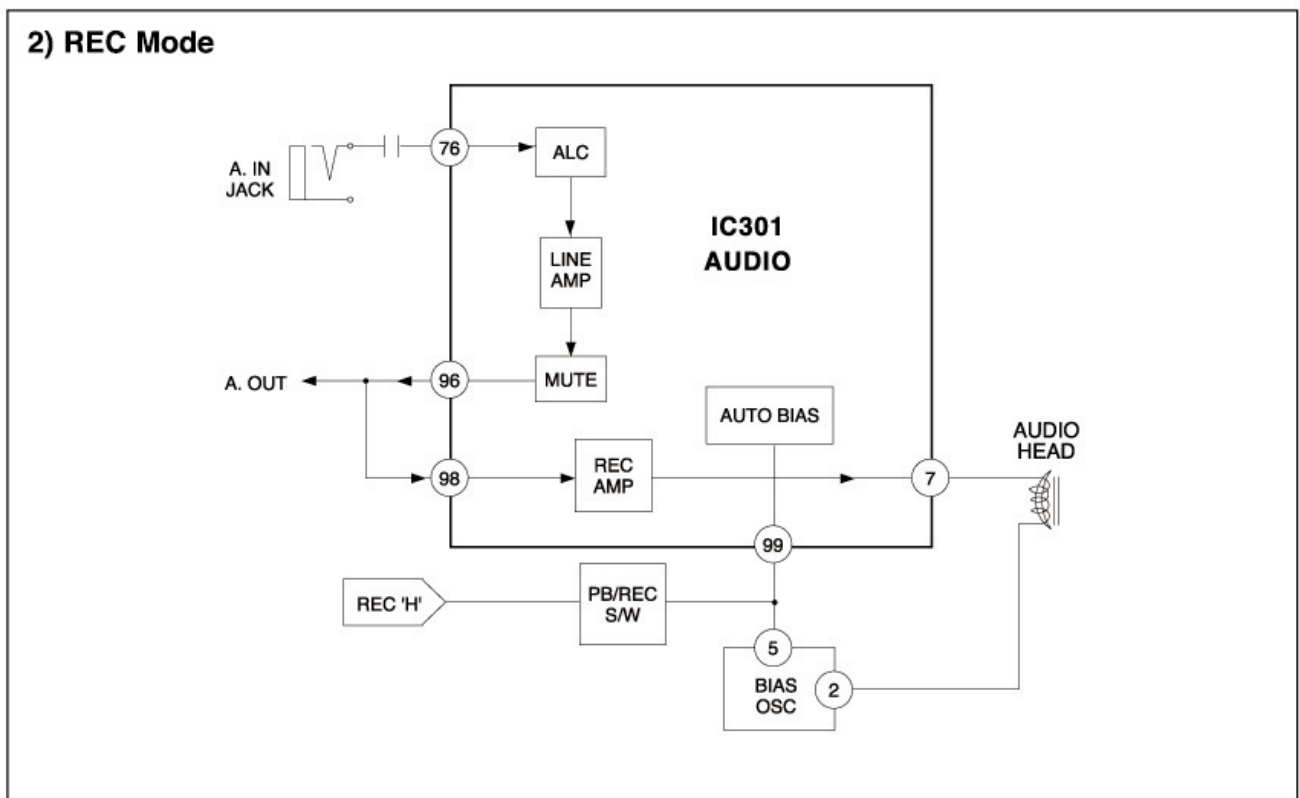 2) REC Mode
A. IN
JACK
76
ALC
IC301
AUDIO
LINE
AMP
A. OUT
96
MUTE
AUTO BIAS
AUDIO
HEAD
98
REC
AMP
7
99
REC 'H'
PB/REC
S/W
5
BIAS
OSC
2